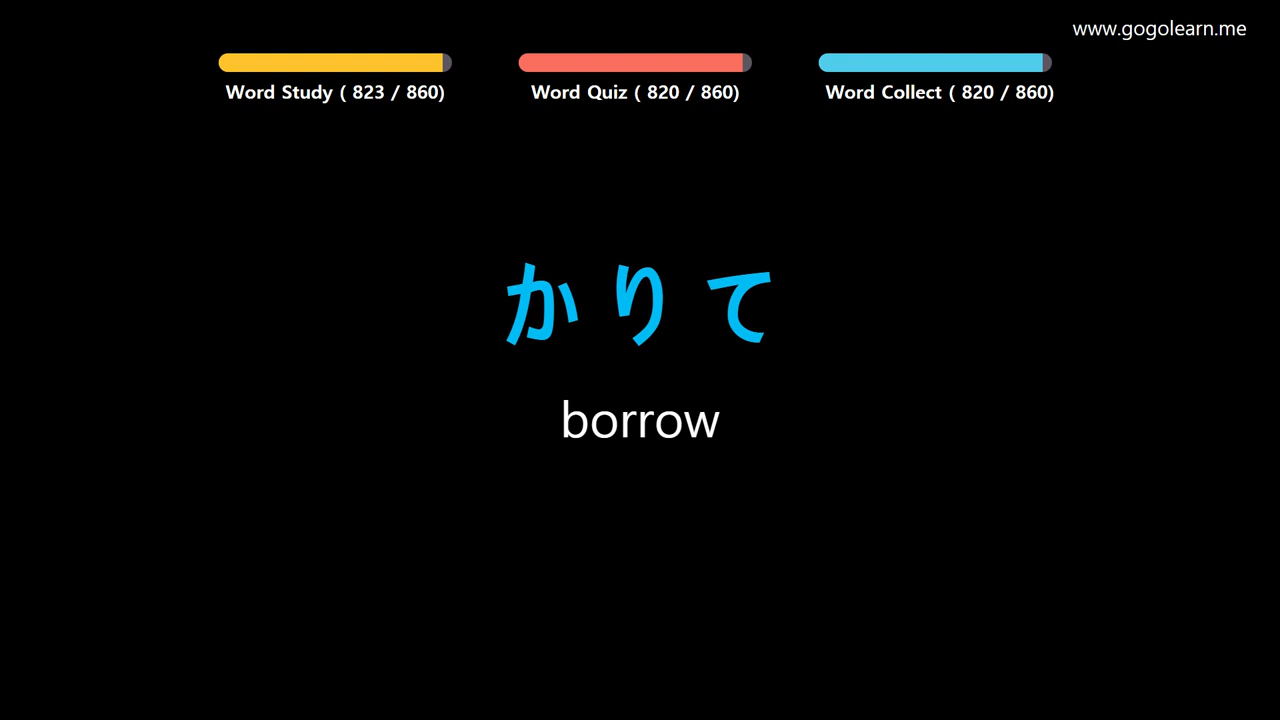 www.gogolearn.me
Word Study ( 823 / 860)
Word Quiz ( 820 / 860)
Word Collect ( 820 / 860)
かりて
borrow